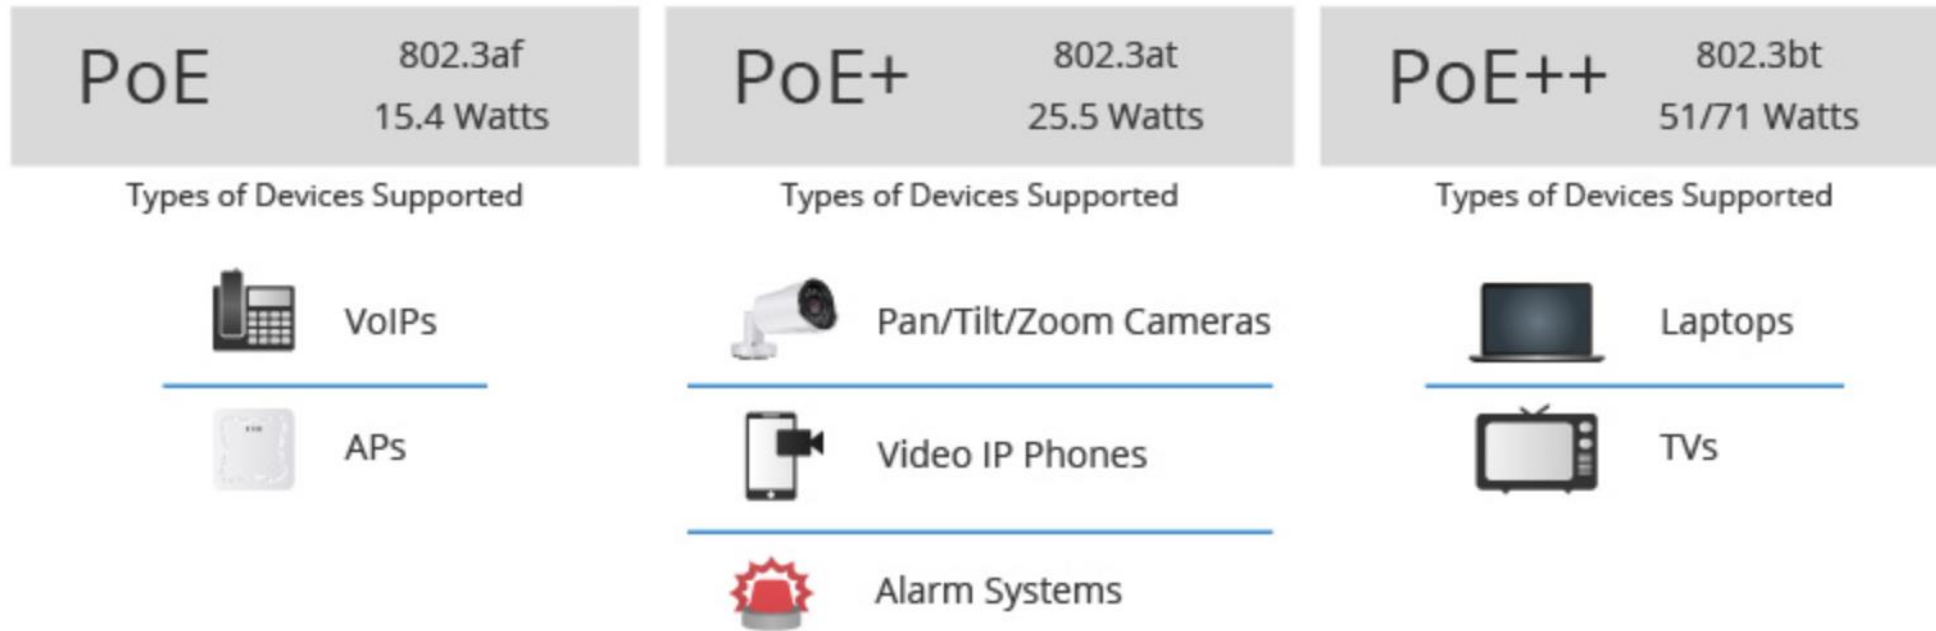 PoE
802.3af
15.4 Watts
Types of Devices Supported
VoIPs
APs
PoE+
802.3at
25.5 Watts
Types of Devices Supported
Pan/Tilt/Zoom Cameras
Video IP Phones
Alarm Systems
PoE++
802.3bt
51/71 Watts
Types of Devices Supported
Laptops
TVs